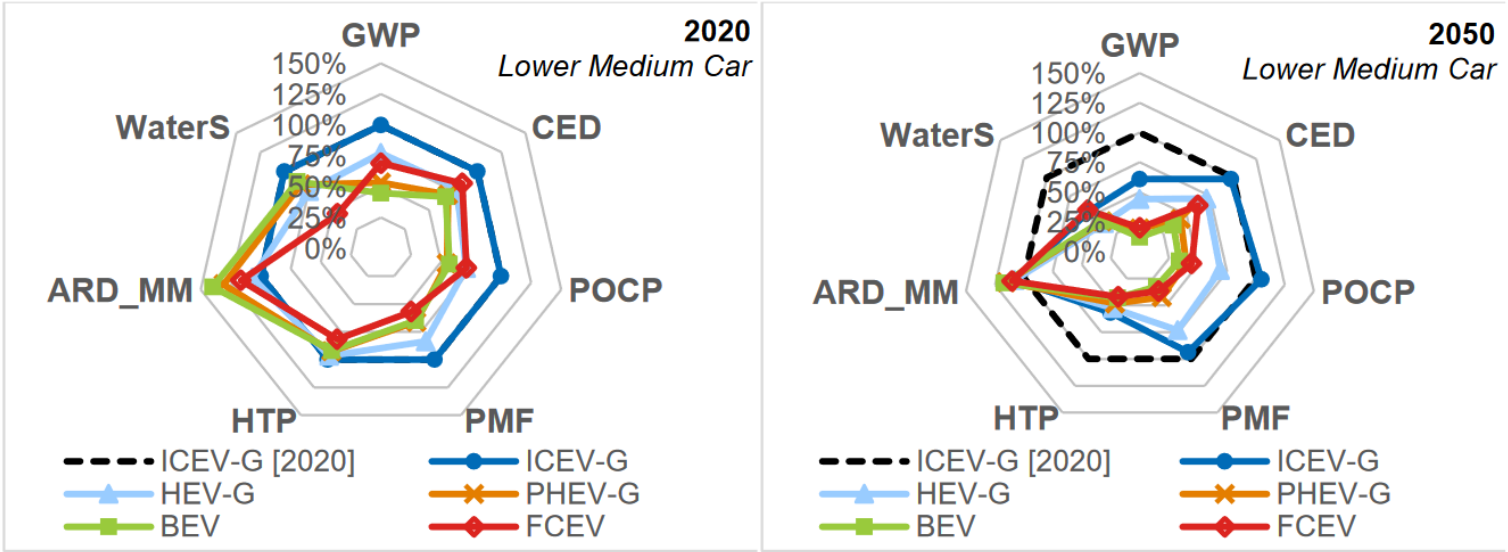 2020
Lower Medium Car
GWP
150%
125%
100%
75%
50%
25%
0%
CED
POCP
PMF
HTP
ARD_MM
WaterS
ICEV-G [2020]
ICEV-G
HEV-G
PHEV-G
BEV
FCEV
2050
Lower Medium Car
GWP
150%
125%
100%
75%
50%
25%
0%
CED
POCP
PMF
HTP
ARD_MM
WaterS
ICEV-G [2020]
ICEV-G
HEV-G
PHEV-G
BEV
FCEV